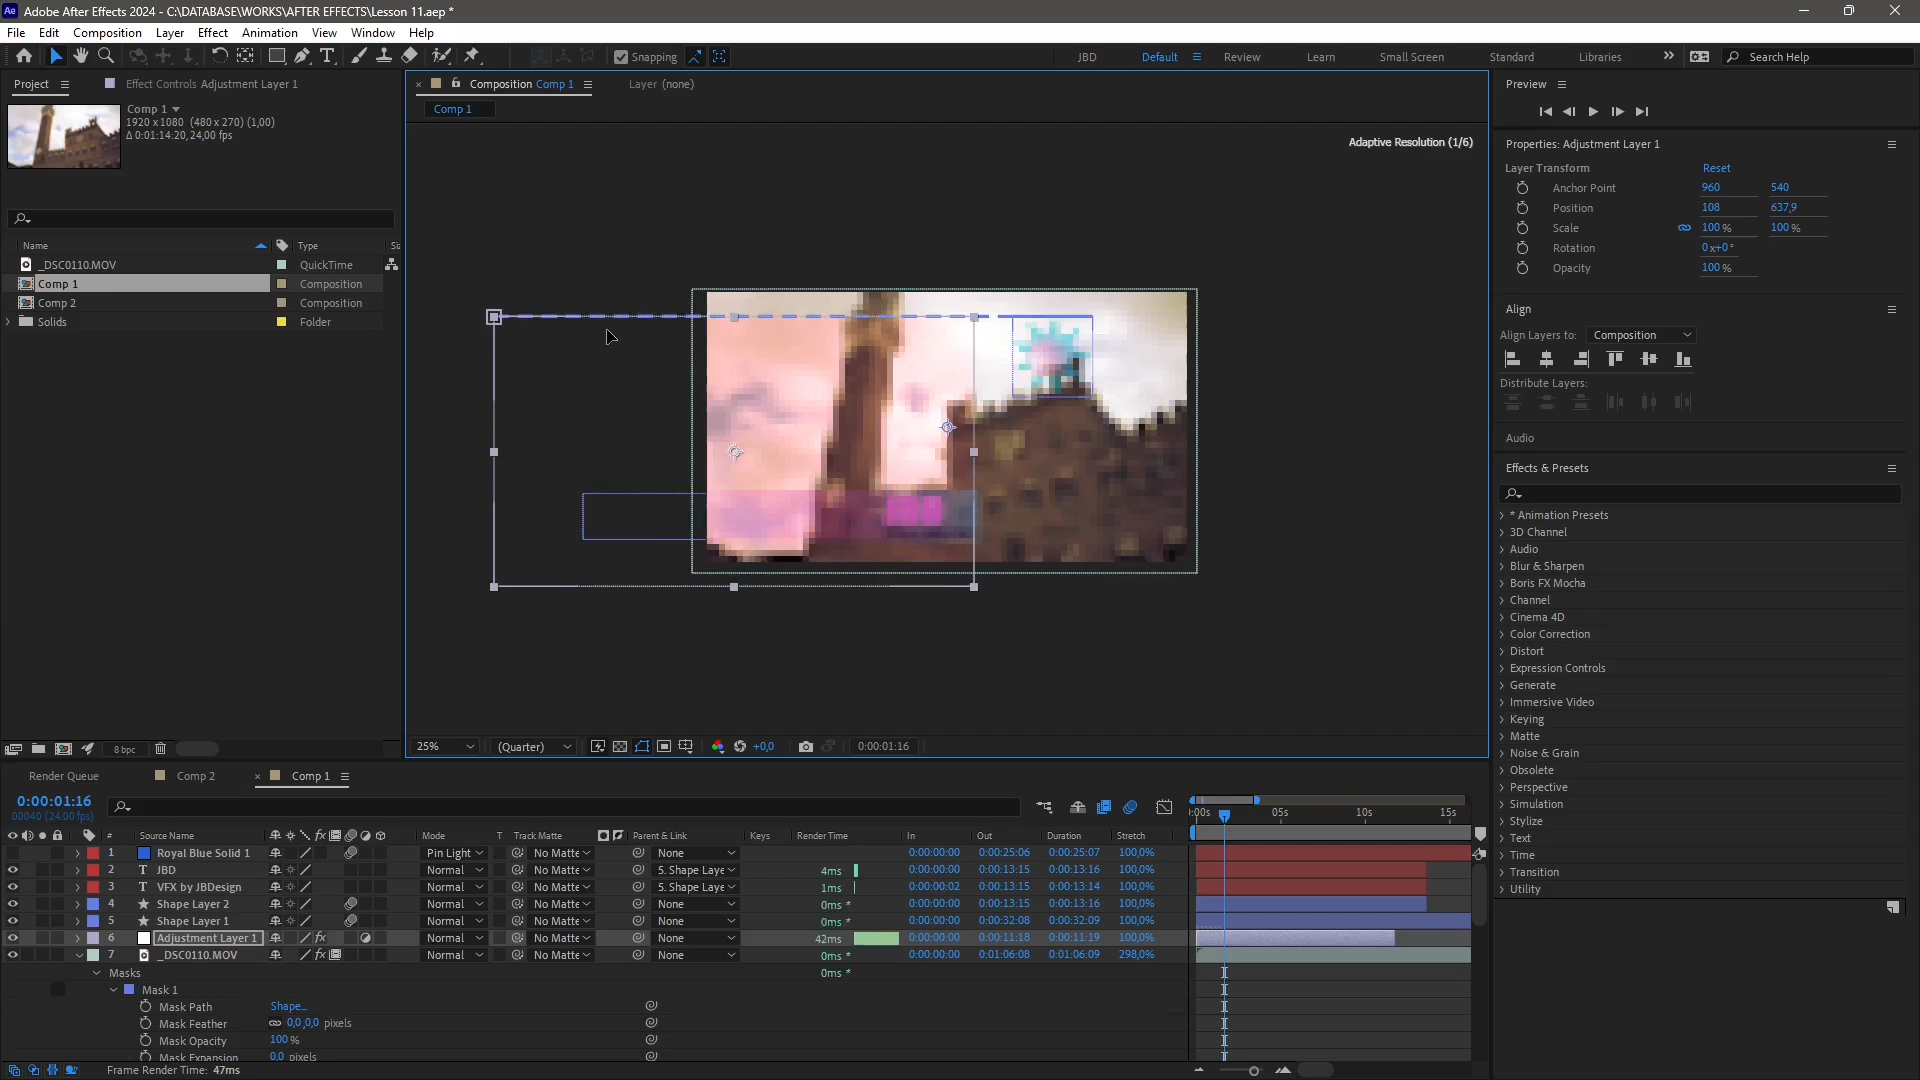 Adobe After Effects 2024 - C:\DATABASE\WORKS\AFTER EFFECTS\Lesson 11.aep *
File Edit Composition Layer Effect Animation View Window Help
Snapping JBD Default Review Learn Small Screen Standard Libraries Search Help
Project Effect Controls Adjustment Layer 1
Comp 1
1920 x 1080 (480 x 270) (1,00)
Δ 0:01:14:20, 24,00 fps
Name Type Si
_DSC0110.MOV QuickTime
Comp 1 Composition
Comp 2 Composition
Solids Folder
8 bpc
Composition Comp 1 Layer (none)
Comp 1
Adaptive Resolution (1/6)
25% (Quarter) +0,0 0:00:01:16
Preview
Properties: Adjustment Layer 1
Layer Transform Reset
Anchor Point 960 540
Position 108 637,9
Scale 100 % 100 %
Rotation 0x+0°
Opacity 100 %
Align
Align Layers to: Composition
Distribute Layers:
Audio
Effects & Presets
* Animation Presets
3D Channel
Audio
Blur & Sharpen
Boris FX Mocha
Channel
Cinema 4D
Color Correction
Distort
Expression Controls
Generate
Immersive Video
Keying
Matte
Noise & Grain
Obsolete
Perspective
Simulation
Stylize
Text
Time
Transition
Utility
Render Queue Comp 2 Comp 1
0:00:01:16
00040 (24.00 fps)
:00s 05s 10s 15s
# Source Name Mode T Track Matte Parent & Link Keys Render Time In Out Duration Stretch
1 Royal Blue Solid 1 Pin Light No Matte None 0:00:00:00 0:00:25:06 0:00:25:07 100,0%
2 T JBD Normal No Matte 5. Shape Laye 4ms 0:00:00:00 0:00:13:15 0:00:13:16 100,0%
3 T VFX by JBDesign Normal No Matte 5. Shape Laye 1ms 0:00:00:02 0:00:13:15 0:00:13:14 100,0%
4 Shape Layer 2 Normal No Matte None 0ms * 0:00:00:00 0:00:13:15 0:00:13:16 100,0%
5 Shape Layer 1 Normal No Matte None 0ms * 0:00:00:00 0:00:32:08 0:00:32:09 100,0%
6 Adjustment Layer 1 Normal No Matte None 42ms 0:00:00:00 0:00:11:18 0:00:11:19 100,0%
7 _DSC0110.MOV Normal No Matte None 0ms * 0:00:00:00 0:01:06:08 0:01:06:09 298,0%
Masks 0ms *
Mask 1
Mask Path Shape...
Mask Feather 0,0,0,0 pixels
Mask Opacity 100 %
Mask Expansion 0,0 pixels
Frame Render Time: 47ms